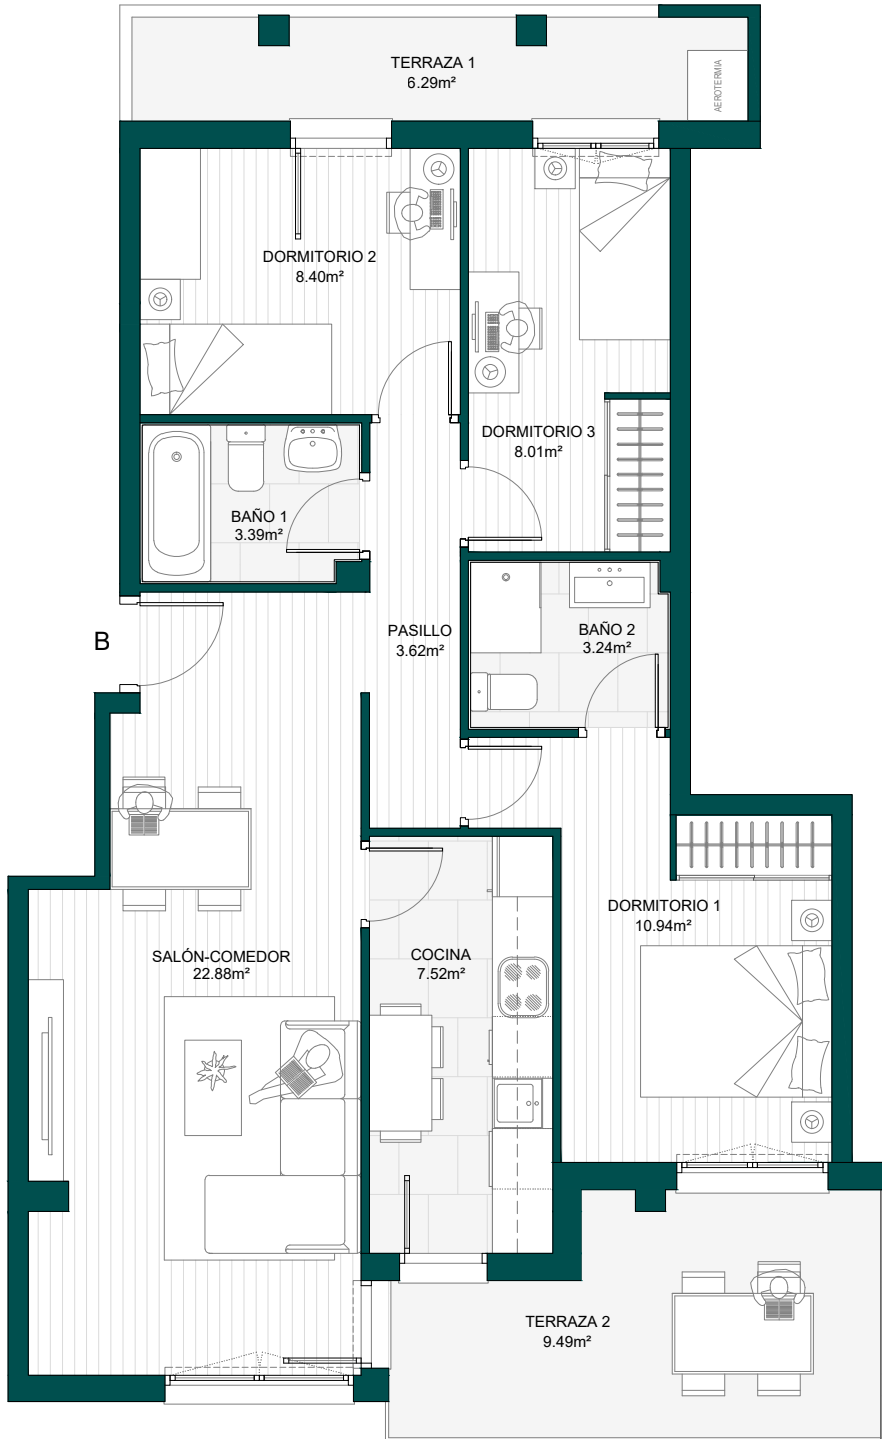 TERRAZA 1
6.29m²
AEROTERMIA
DORMITORIO 2
8.40m²
DORMITORIO 3
8.01m²
BAÑO 1
3.39m²
B
PASILLO
3.62m²
BAÑO 2
3.24m²
DORMITORIO 1
10.94m²
SALÓN-COMEDOR
22.88m²
COCINA
7.52m²
TERRAZA 2
9.49m²